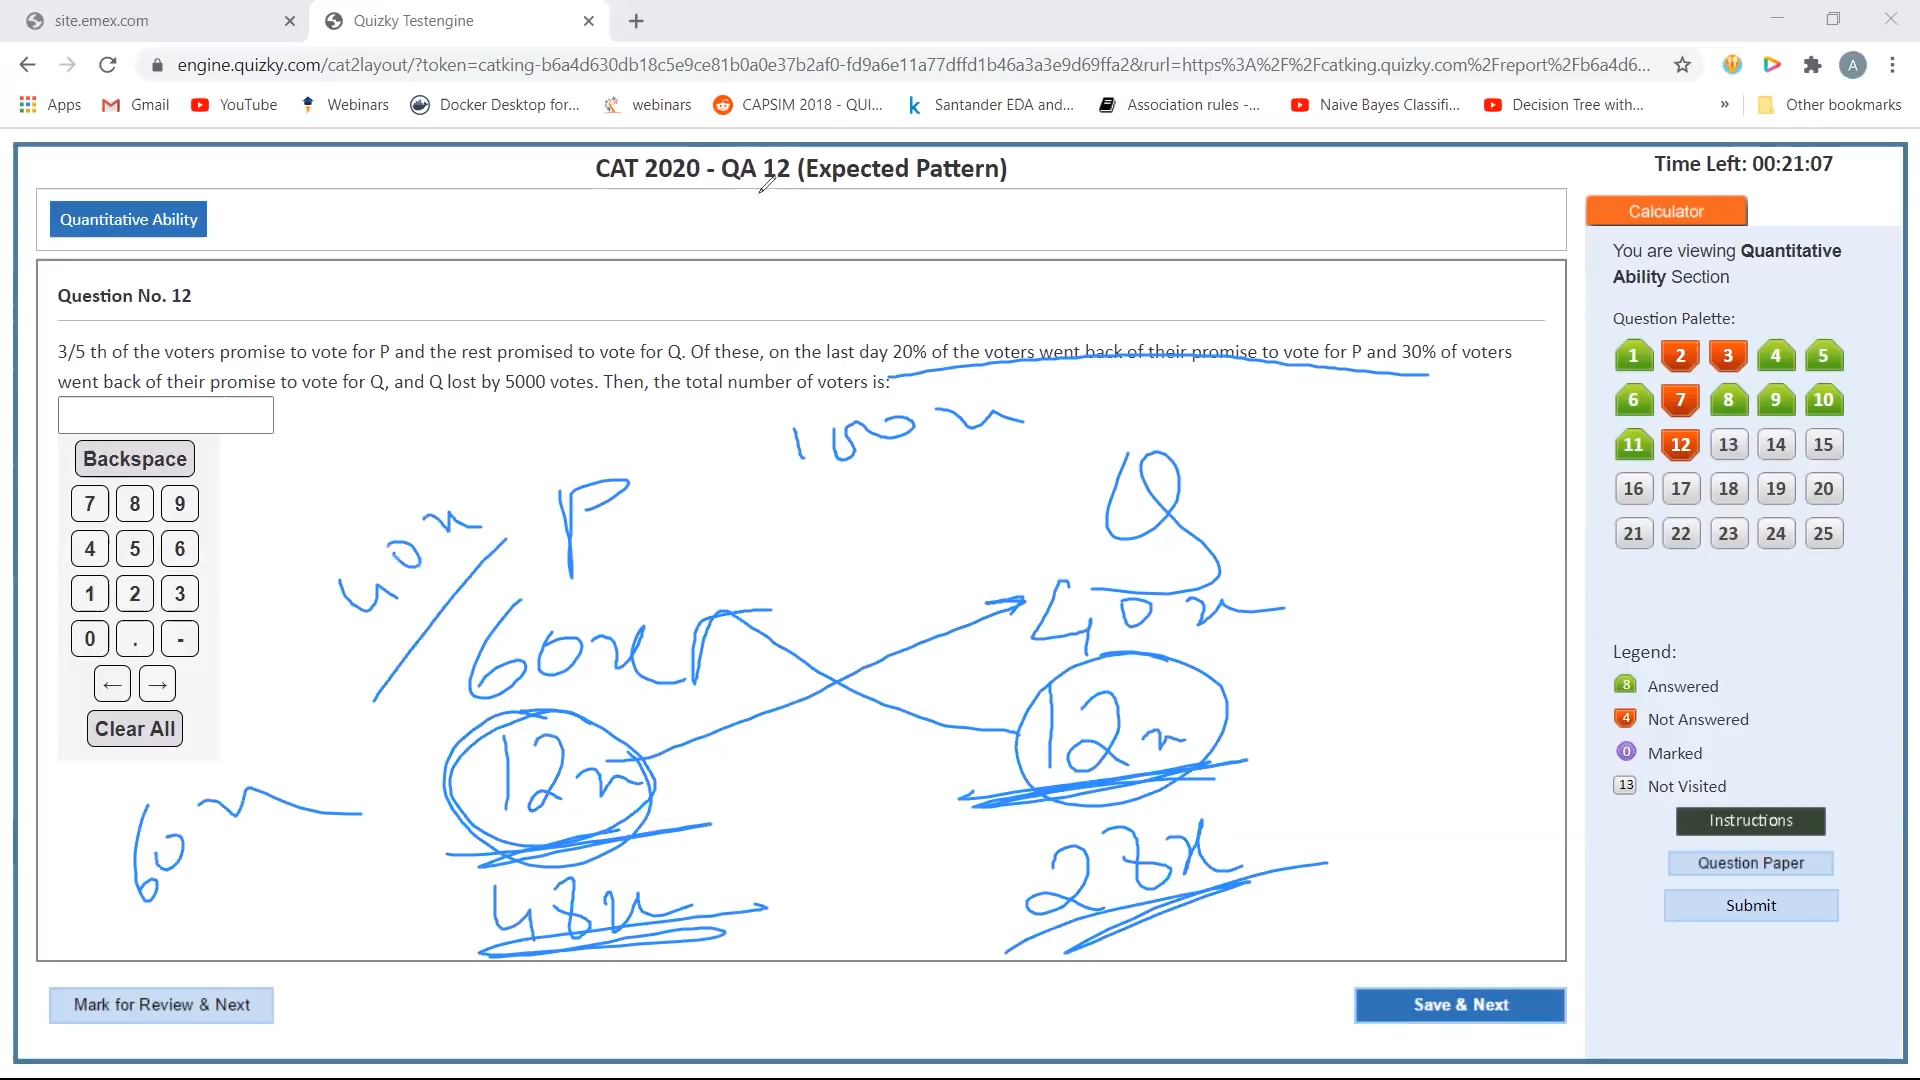 site.emex.com
Quizky Testengine
engine.quizky.com/cat2layout/?token=catking-b6a4d630db18c5e9ce81b0a0e37b2af0-fd9a6e11a77dffd1b46a3a3e9d69ffa2&rurl=https%3A%2F%2Fcatking.quizky.com%2Freport%2Fb6a4d6...
A
Apps Gmail YouTube Webinars Docker Desktop for... webinars CAPSIM 2018 - QUI... Santander EDA and... Association rules -... Naive Bayes Classifi... Decision Tree with... » Other bookmarks
CAT 2020 - QA 12 (Expected Pattern)
Time Left: 00:21:07
Quantitative Ability
Calculator
You are viewing Quantitative
Ability Section
Question No. 12
Question Palette:
3/5 th of the voters promise to vote for P and the rest promised to vote for Q. Of these, on the last day 20% of the voters went back of their promise to vote for P and 30% of voters
went back of their promise to vote for Q, and Q lost by 5000 votes. Then, the total number of voters is:
1 2 3 4 5
6 7 8 9 10
11 12 13 14 15
16 17 18 19 20
21 22 23 24 25
Backspace
7 8 9
4 5 6
1 2 3
0 . -
← →
Clear All
100x
P
Q
40x
60x
40x
12x
12x
60x
48x
28x
Legend:
8 Answered
4 Not Answered
0 Marked
13 Not Visited
Instructions
Question Paper
Submit
Mark for Review & Next
Save & Next